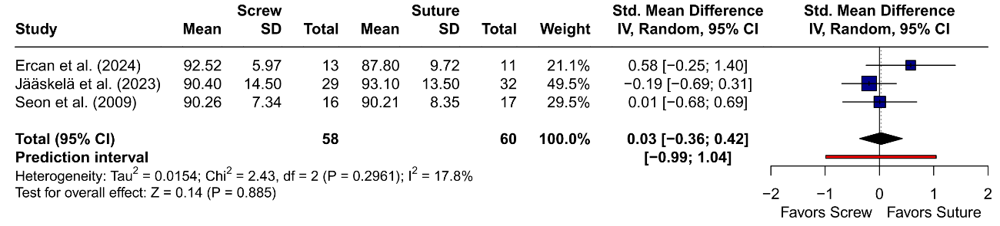 Screw Suture Std. Mean Difference Std. Mean Difference
Study Mean SD Total Mean SD Total Weight IV, Random, 95% CI IV, Random, 95% CI
Ercan et al. (2024) 92.52 5.97 13 87.80 9.72 11 21.1% 0.58 [−0.25; 1.40]
Jääskelä et al. (2023) 90.40 14.50 29 93.10 13.50 32 49.5% −0.19 [−0.69; 0.31]
Seon et al. (2009) 90.26 7.34 16 90.21 8.35 17 29.5% 0.01 [−0.68; 0.69]
Total (95% CI) 58 60 100.0% 0.03 [−0.36; 0.42]
Prediction interval [−0.99; 1.04]
Heterogeneity: Tau² = 0.0154; Chi² = 2.43, df = 2 (P = 0.2961); I² = 17.8%
Test for overall effect: Z = 0.14 (P = 0.885)
−2 −1 0 1 2
Favors Screw Favors Suture